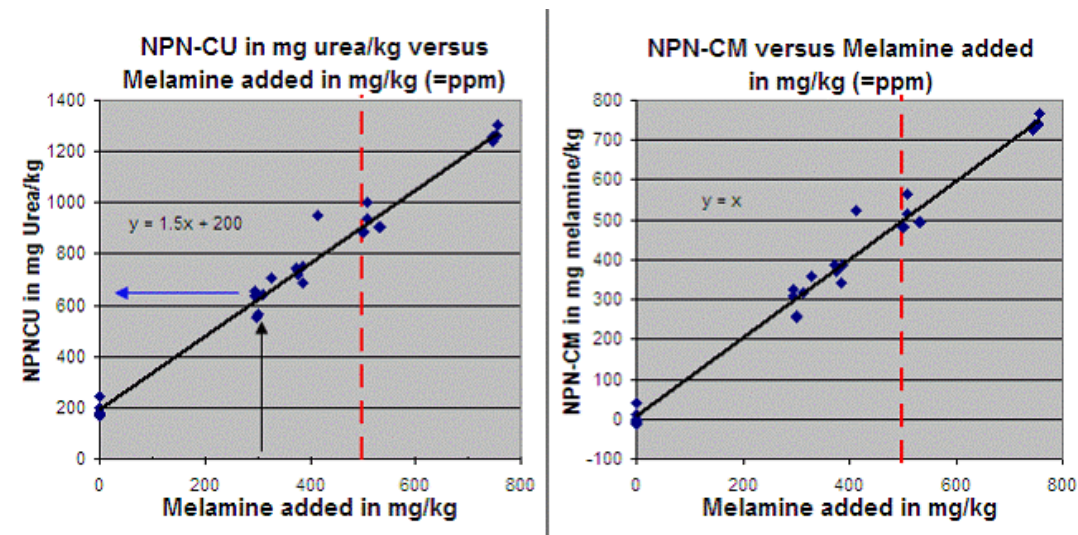 NPN-CU in mg urea/kg versus
Melamine added in mg/kg (=ppm)
1400
1200
1000
800
600
400
200
0
NPNCU in mg Urea/kg
y = 1.5x + 200
0 200 400 600 800
Melamine added in mg/kg
NPN-CM versus Melamine added
in mg/kg (=ppm)
800
700
600
500
400
300
200
100
0
-100
NPN-CM in mg melamine/kg
y = x
0 200 400 600 800
Melamine added in mg/kg